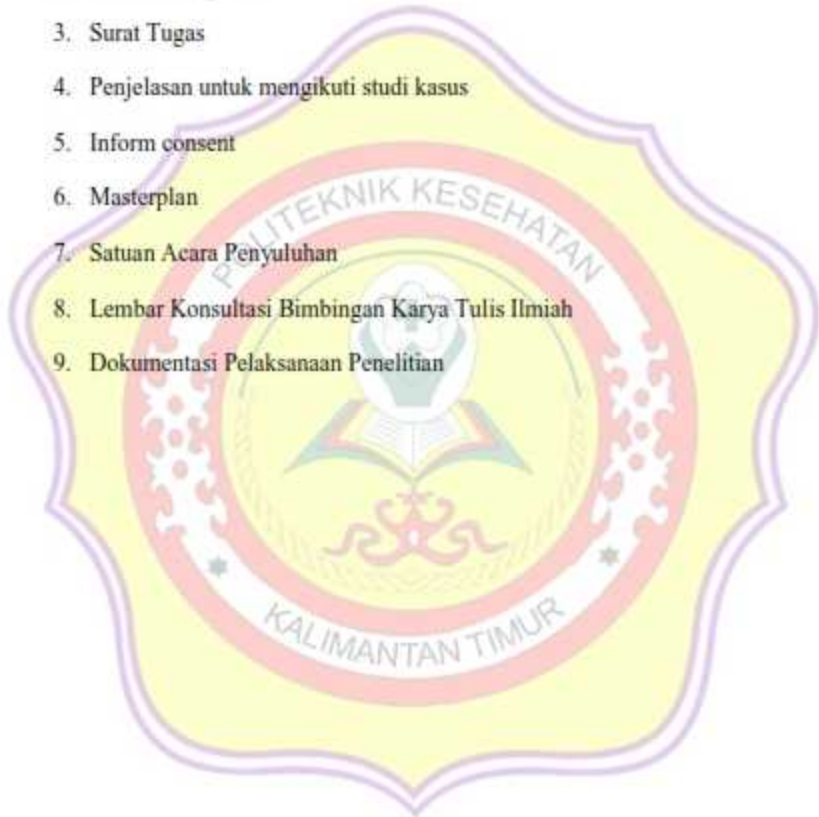 3. Surat Tugas
4. Penjelasan untuk mengikuti studi kasus
5. Inform consent
6. Masterplan
7. Satuan Acara Penyuluhan
8. Lembar Konsultasi Bimbingan Karya Tulis Ilmiah
9. Dokumentasi Pelaksanaan Penelitian
POLITEKNIK KESEHATAN
KALIMANTAN TIMUR